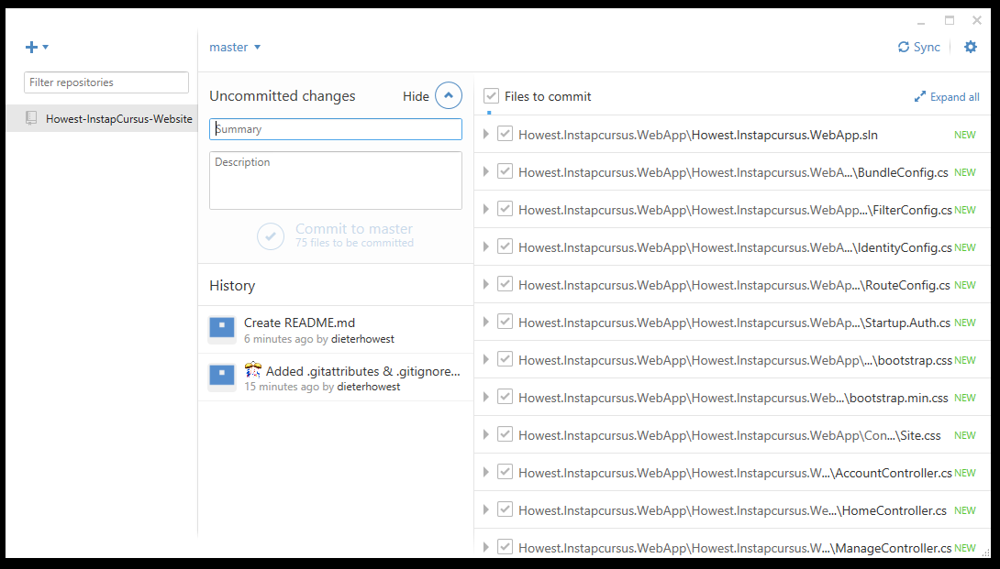 master
Sync
Filter repositories
Howest-InstapCursus-Website
Uncommitted changes
Hide
Summary
Description
Commit to master
75 files to be committed
History
Create README.md
6 minutes ago by dieterhowest
Added .gitattributes & .gitignore...
15 minutes ago by dieterhowest
Files to commit
Expand all
Howest.Instapcursus.WebApp\Howest.Instapcursus.WebApp.sln NEW
Howest.Instapcursus.WebApp\Howest.Instapcursus.WebA...\BundleConfig.cs NEW
Howest.Instapcursus.WebApp\Howest.Instapcursus.WebApp...\FilterConfig.cs NEW
Howest.Instapcursus.WebApp\Howest.Instapcursus.WebA...\IdentityConfig.cs NEW
Howest.Instapcursus.WebApp\Howest.Instapcursus.WebAp...\RouteConfig.cs NEW
Howest.Instapcursus.WebApp\Howest.Instapcursus.WebAp...\Startup.Auth.cs NEW
Howest.Instapcursus.WebApp\Howest.Instapcursus.WebApp\...\bootstrap.css NEW
Howest.Instapcursus.WebApp\Howest.Instapcursus.Web...\bootstrap.min.css NEW
Howest.Instapcursus.WebApp\Howest.Instapcursus.WebApp\Con...\Site.css NEW
Howest.Instapcursus.WebApp\Howest.Instapcursus.W...\AccountController.cs NEW
Howest.Instapcursus.WebApp\Howest.Instapcursus.We...\HomeController.cs NEW
Howest.Instapcursus.WebApp\Howest.Instapcursus.W...\ManageController.cs NEW